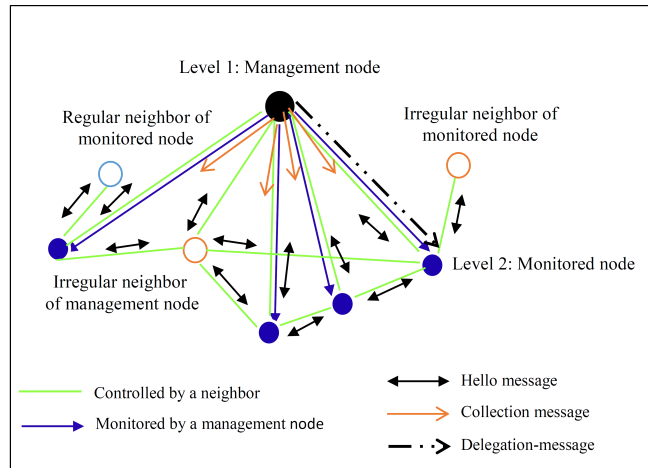 Level 1: Management node
Regular neighbor of
monitored node
Irregular neighbor of
monitored node
Irregular neighbor
of management node
Level 2: Monitored node
Controlled by a neighbor
Monitored by a management node
Hello message
Collection message
Delegation-message